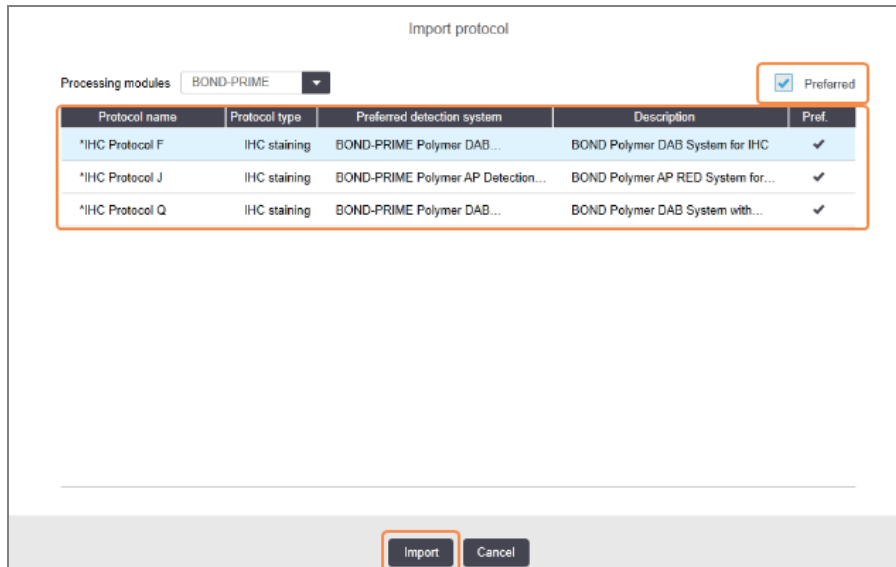 Import protocol
Processing modules BOND-PRIME Preferred
Protocol name Protocol type Preferred detection system Description Pref.
*IHC Protocol F IHC staining BOND-PRIME Polymer DAB... BOND Polymer DAB System for IHC
*IHC Protocol J IHC staining BOND-PRIME Polymer AP Detection... BOND Polymer AP RED System for...
*IHC Protocol Q IHC staining BOND-PRIME Polymer DAB... BOND Polymer DAB System with...
Import Cancel